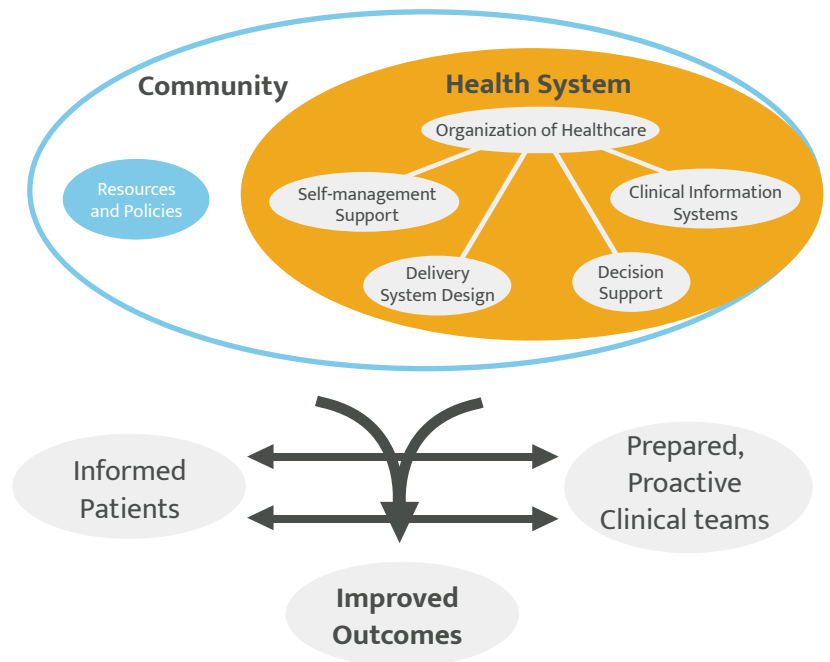 Community
Health System
Organization of Healthcare
Resources
and Policies
Self-management
Support
Clinical Information
Systems
Delivery
System Design
Decision
Support
Informed
Patients
Prepared,
Proactive
Clinical teams
Improved
Outcomes